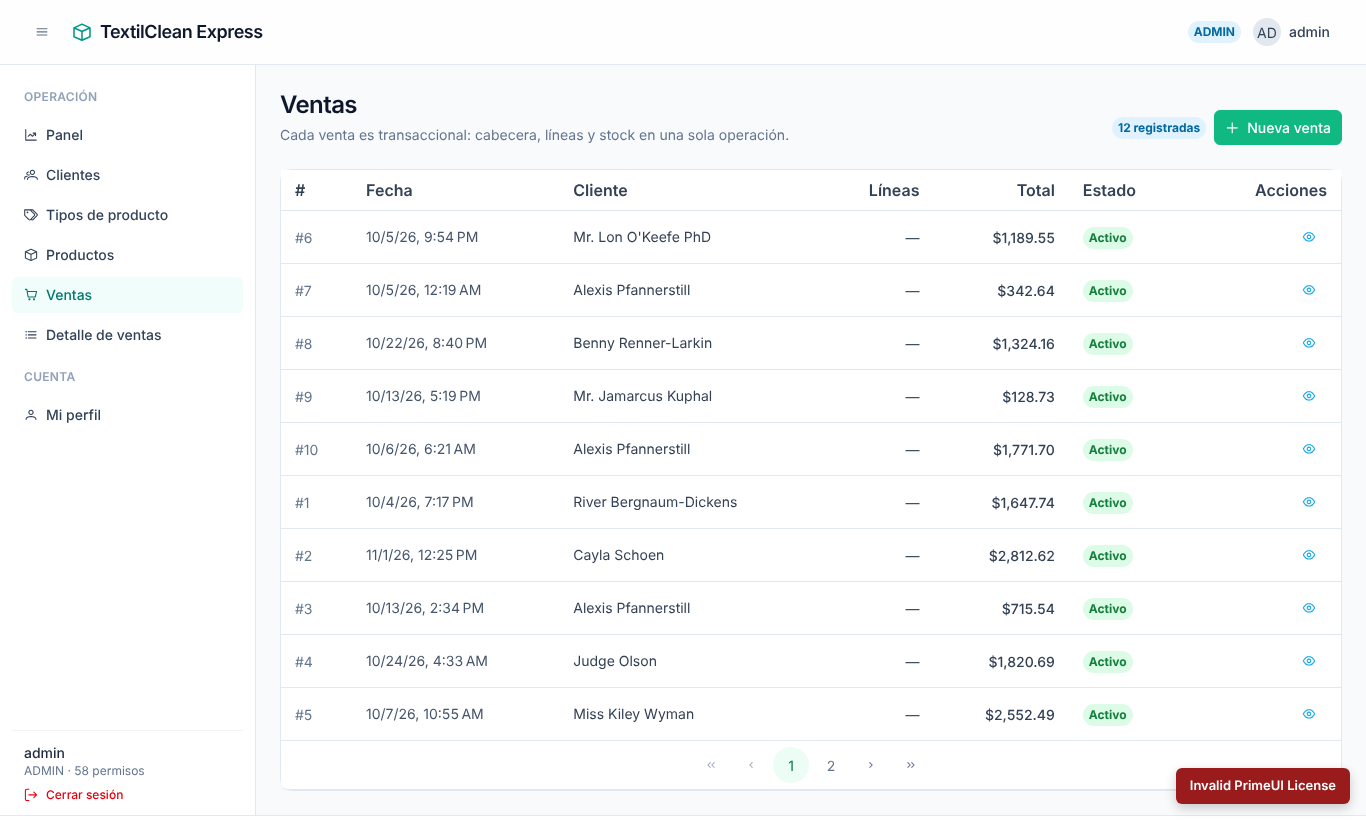 TextilClean Express
ADMIN AD admin
OPERACIÓN
Panel
Clientes
Tipos de producto
Productos
Ventas
Detalle de ventas
CUENTA
Mi perfil
admin
ADMIN · 58 permisos
Cerrar sesión
Ventas
Cada venta es transaccional: cabecera, líneas y stock en una sola operación.
12 registradas
+ Nueva venta
# Fecha Cliente Líneas Total Estado Acciones
#6 10/5/26, 9:54 PM Mr. Lon O'Keefe PhD — $1,189.55 Activo
#7 10/5/26, 12:19 AM Alexis Pfannerstill — $342.64 Activo
#8 10/22/26, 8:40 PM Benny Renner-Larkin — $1,324.16 Activo
#9 10/13/26, 5:19 PM Mr. Jamarcus Kuphal — $128.73 Activo
#10 10/6/26, 6:21 AM Alexis Pfannerstill — $1,771.70 Activo
#1 10/4/26, 7:17 PM River Bergnaum-Dickens — $1,647.74 Activo
#2 11/1/26, 12:25 PM Cayla Schoen — $2,812.62 Activo
#3 10/13/26, 2:34 PM Alexis Pfannerstill — $715.54 Activo
#4 10/24/26, 4:33 AM Judge Olson — $1,820.69 Activo
#5 10/7/26, 10:55 AM Miss Kiley Wyman — $2,552.49 Activo
« ‹ 1 2 › »
Invalid PrimeUI License